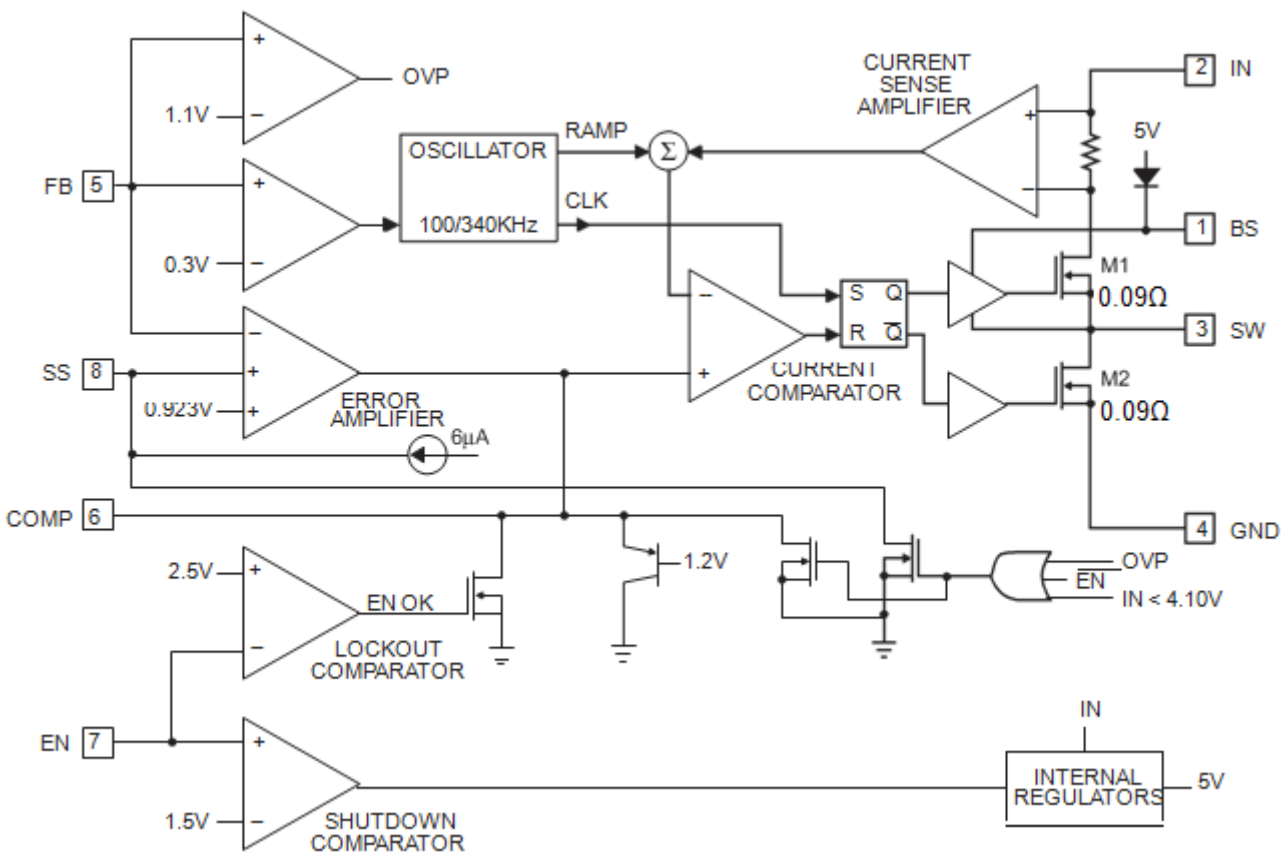 OVP
1.1V
+
−
CURRENT
SENSE
AMPLIFIER
2 IN
5V
+
−
FB 5
+
−
0.3V
OSCILLATOR
100/340KHz
RAMP
Σ
CLK
1 BS
M1
0.09Ω
S Q
R Q̅
3 SW
−
+
CURRENT
COMPARATOR
M2
0.09Ω
SS 8
−
+
0.923V
+
ERROR
AMPLIFIER
6µA
COMP 6
4 GND
2.5V
+
−
EN OK
LOCKOUT
COMPARATOR
1.2V
OVP
E̅N̅
IN < 4.10V
EN 7
+
−
1.5V
SHUTDOWN
COMPARATOR
IN
INTERNAL
REGULATORS
5V